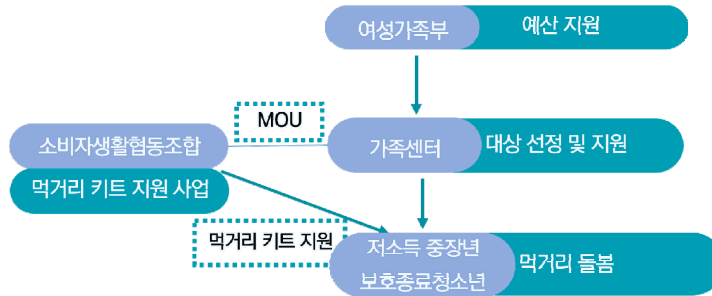 여성가족부 예산 지원
MOU
소비자생활협동조합 가족센터 대상 선정 및 지원
먹거리 키트 지원 사업
먹거리 키트 지원
저소득 중장년
보호종료청소년
먹거리 돌봄